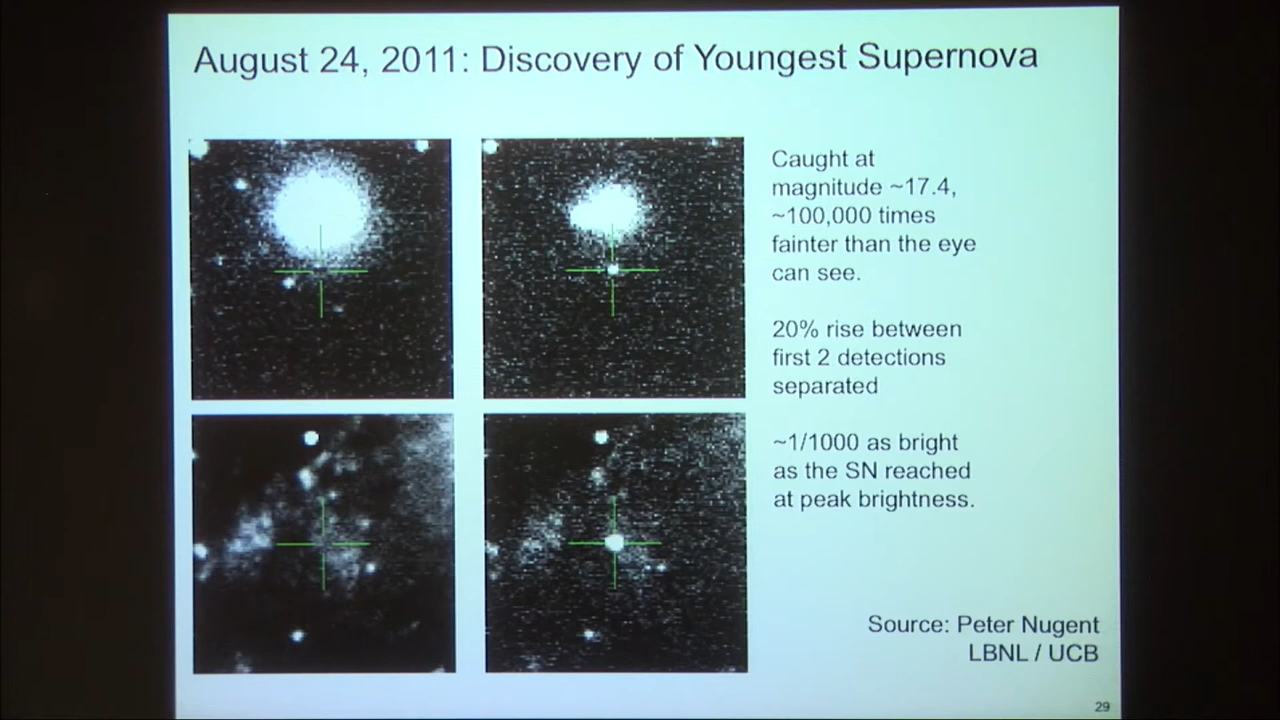 August 24, 2011: Discovery of Youngest Supernova
Caught at
magnitude ~17.4,
~100,000 times
fainter than the eye
can see.
20% rise between
first 2 detections
separated
~1/1000 as bright
as the SN reached
at peak brightness.
Source: Peter Nugent
LBNL / UCB
29